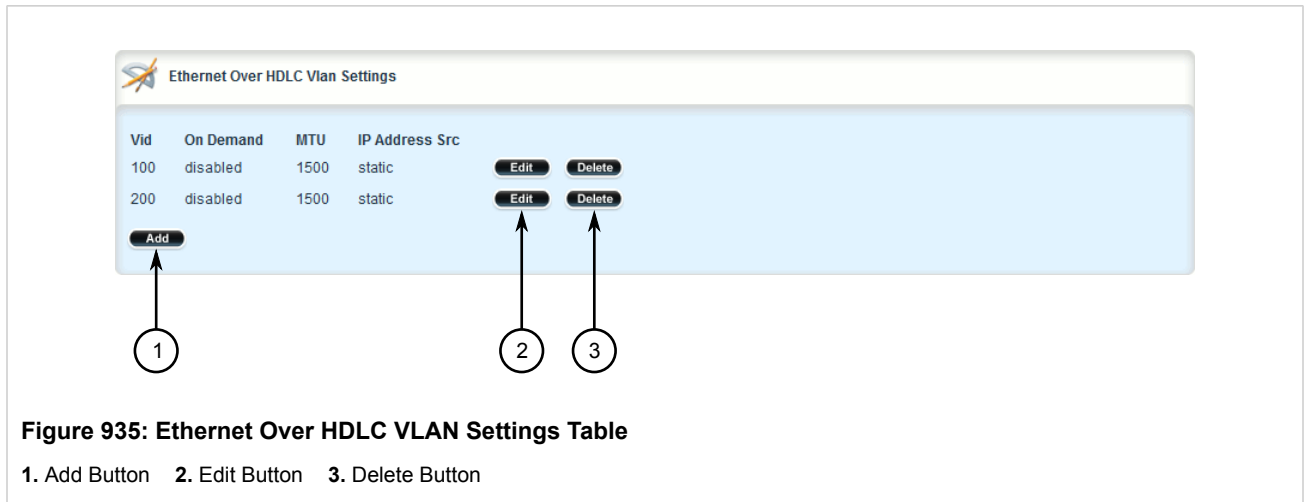 Ethernet Over HDLC Vlan Settings
Vid On Demand MTU IP Address Src
100 disabled 1500 static Edit Delete
200 disabled 1500 static Edit Delete
Add
1 2 3
Figure 935: Ethernet Over HDLC VLAN Settings Table
1. Add Button 2. Edit Button 3. Delete Button